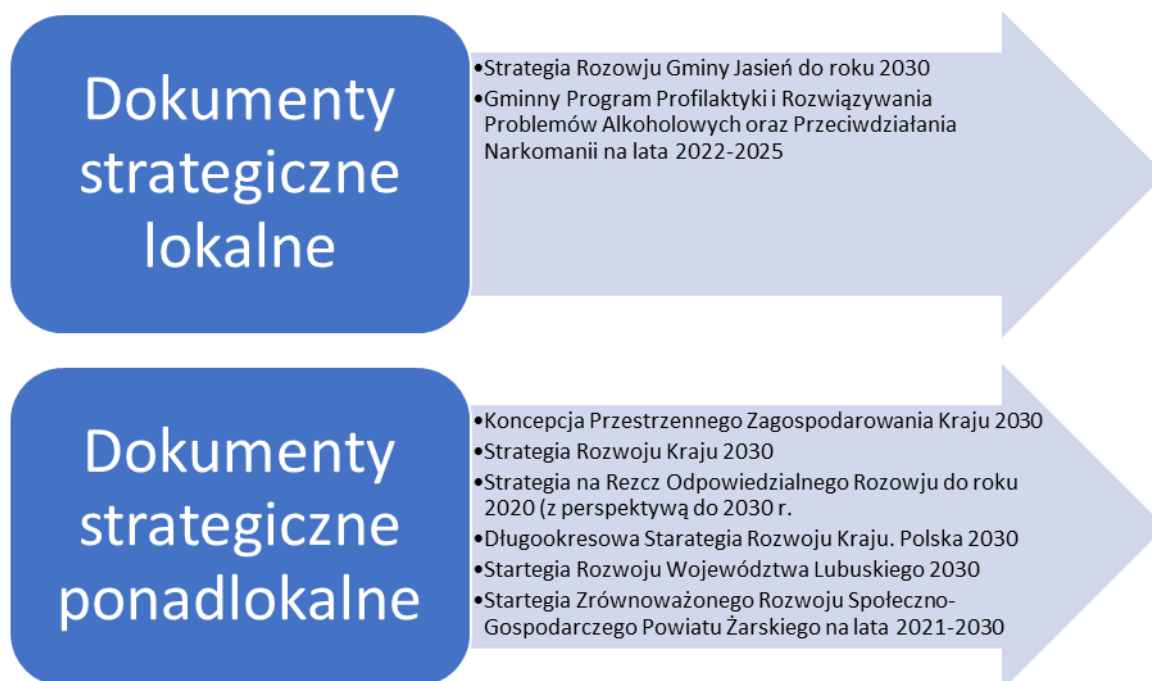 Dokumenty
strategiczne
lokalne
•Strategia Rozowju Gminy Jasień do roku 2030
•Gminny Program Profilaktyki i Rozwiązywania
Problemów Alkoholowych oraz Przeciwdziałania
Narkomanii na lata 2022-2025
Dokumenty
strategiczne
ponadlokalne
•Koncepcja Przestrzennego Zagospodarowania Kraju 2030
•Strategia Rozwoju Kraju 2030
•Strategia na Rezcz Odpowiedzialnego Rozowju do roku
2020 (z perspektywą do 2030 r.
•Długookresowa Starategia Rozwoju Kraju. Polska 2030
•Startegia Rozwoju Województwa Lubuskiego 2030
•Startegia Zrównoważonego Rozwoju Społeczno-
Gospodarczego Powiatu Żarskiego na lata 2021-2030